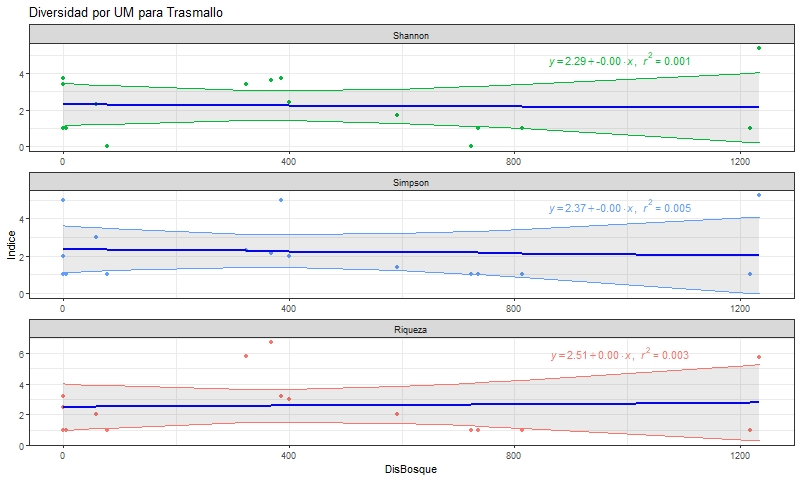 Diversidad por UM para Trasmallo
Shannon
y = 2.29 + -0.00 · x, r² = 0.001
4
2
0
0 400 800 1200
Simpson
y = 2.37 + -0.00 · x, r² = 0.005
4
2
0
0 400 800 1200
Indice
Riqueza
y = 2.51 + 0.00 · x, r² = 0.003
6
4
2
0
0 400 800 1200
DisBosque